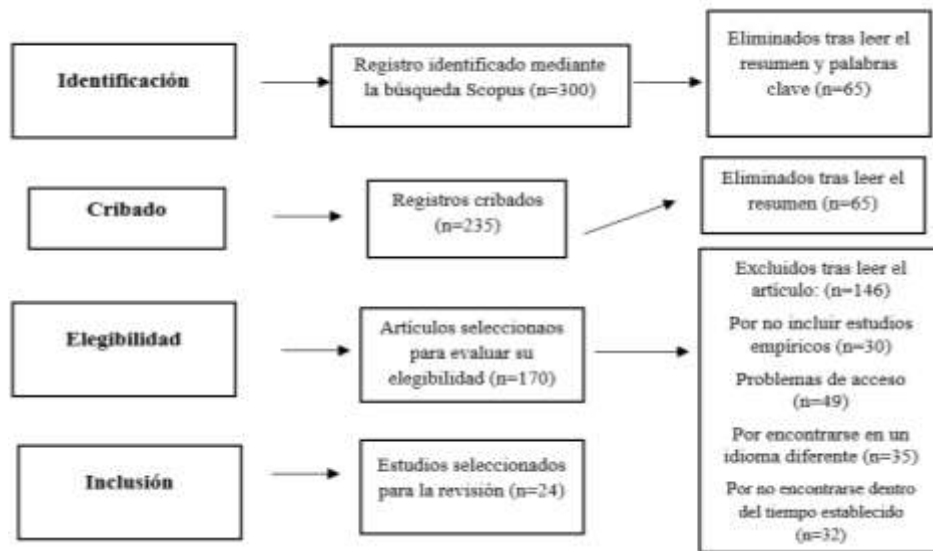 Identificación
Registro identificado mediante
la búsqueda Scopus (n=300)
Eliminados tras leer el
resumen y palabras
clave (n=65)
Cribado
Registros cribados
(n=235)
Eliminados tras leer el
resumen (n=65)
Elegibilidad
Artículos seleccionaos
para evaluar su
elegibilidad (n=170)
Excluidos tras leer el
artículo: (n=146)
Por no incluir estudios
empíricos (n=30)
Problemas de acceso
(n=49)
Por encontrarse en un
idioma diferente (n=35)
Por no encontrarse dentro
del tiempo establecido
(n=32)
Inclusión
Estudios seleccionados
para la revisión (n=24)